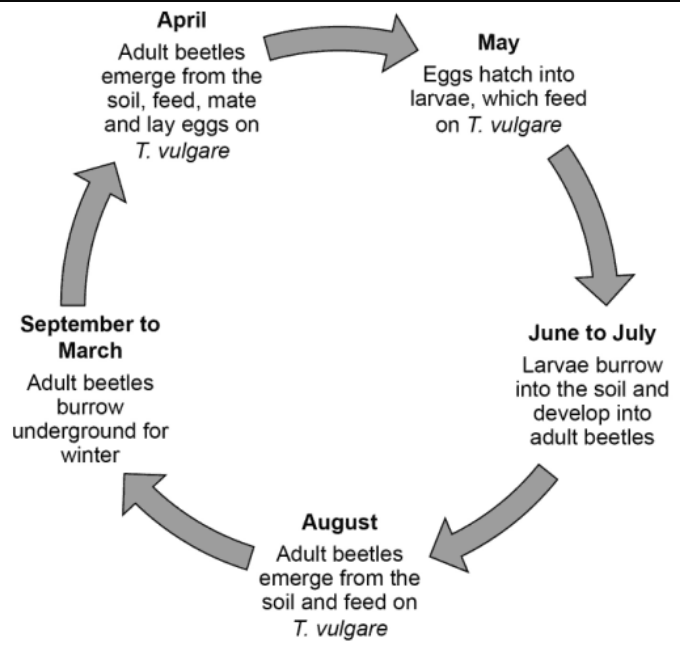 April
Adult beetles
emerge from the
soil, feed, mate
and lay eggs on
T. vulgare
May
Eggs hatch into
larvae, which feed
on T. vulgare
June to July
Larvae burrow
into the soil and
develop into
adult beetles
August
Adult beetles
emerge from the
soil and feed on
T. vulgare
September to
March
Adult beetles
burrow
underground for
winter